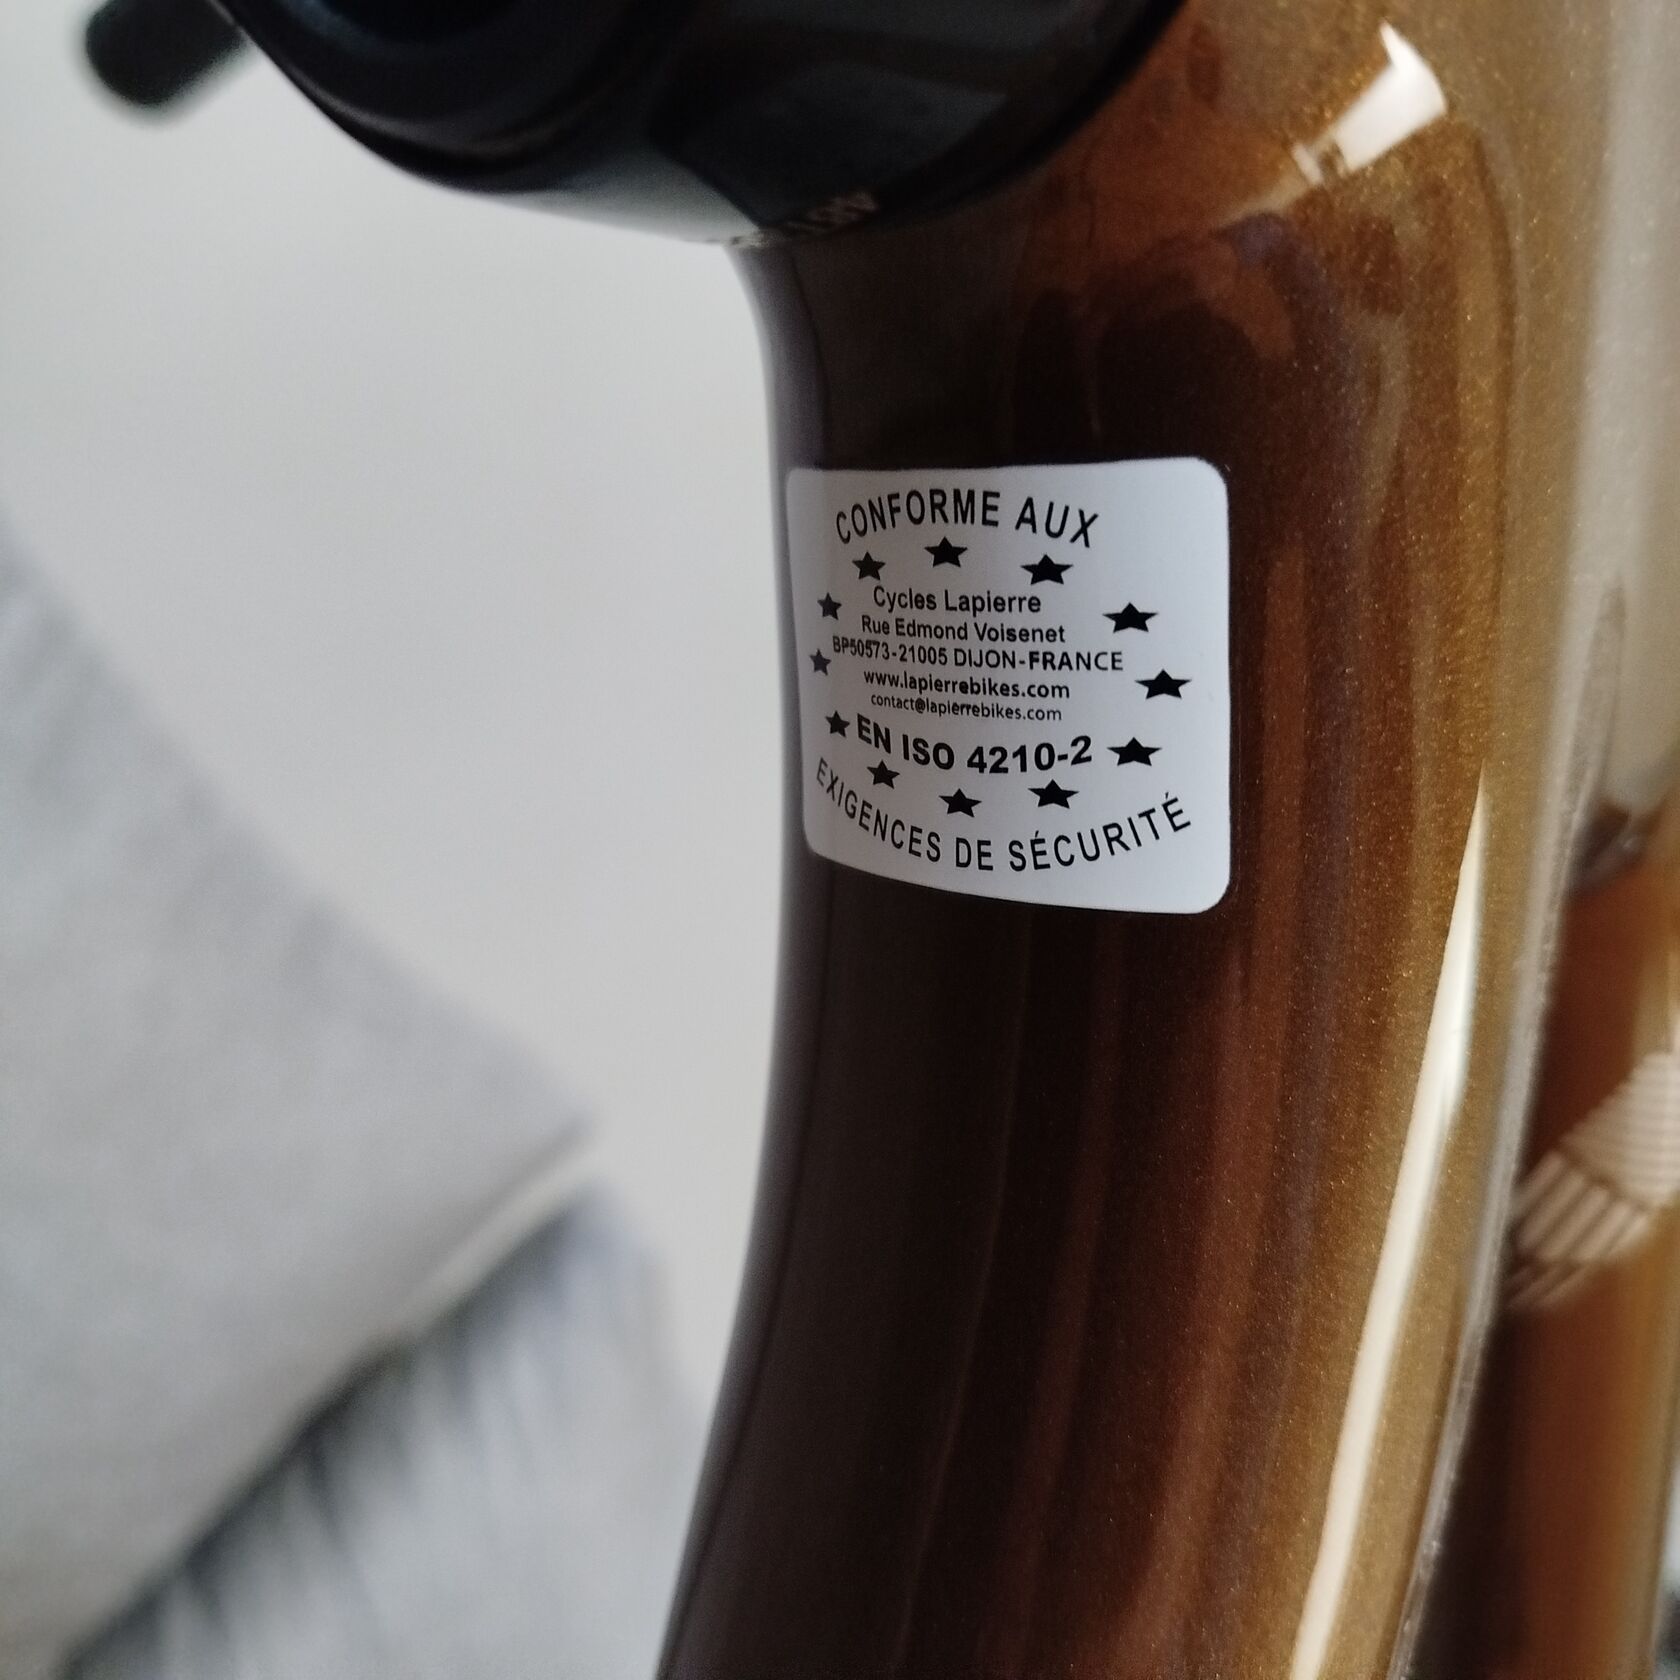 CONFORME AUX
Cycles Lapierre
Rue Edmond Voisenet
BP50573-21005 DIJON-FRANCE
www.lapierrebikes.com
contact@lapierrebikes.com
EN ISO 4210-2
EXIGENCES DE SÉCURITÉ